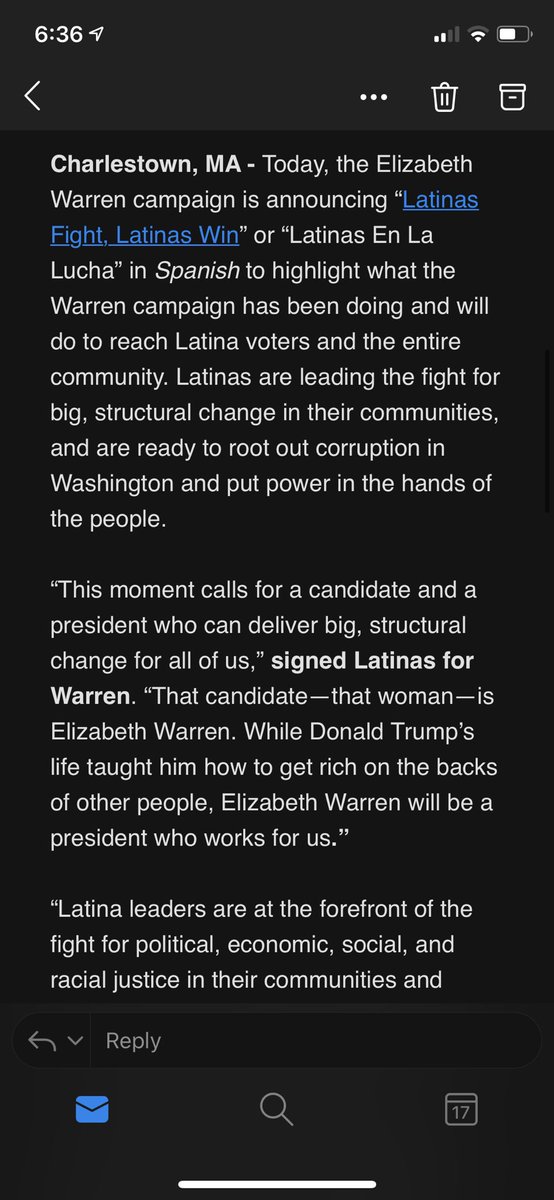 6:36
Charlestown, MA - Today, the Elizabeth
Warren campaign is announcing “Latinas
Fight, Latinas Win” or “Latinas En La
Lucha” in Spanish to highlight what the
Warren campaign has been doing and will
do to reach Latina voters and the entire
community. Latinas are leading the fight for
big, structural change in their communities,
and are ready to root out corruption in
Washington and put power in the hands of
the people.
“This moment calls for a candidate and a
president who can deliver big, structural
change for all of us,” signed Latinas for
Warren. “That candidate—that woman—is
Elizabeth Warren. While Donald Trump’s
life taught him how to get rich on the backs
of other people, Elizabeth Warren will be a
president who works for us.”
“Latina leaders are at the forefront of the
fight for political, economic, social, and
racial justice in their communities and
Reply
17